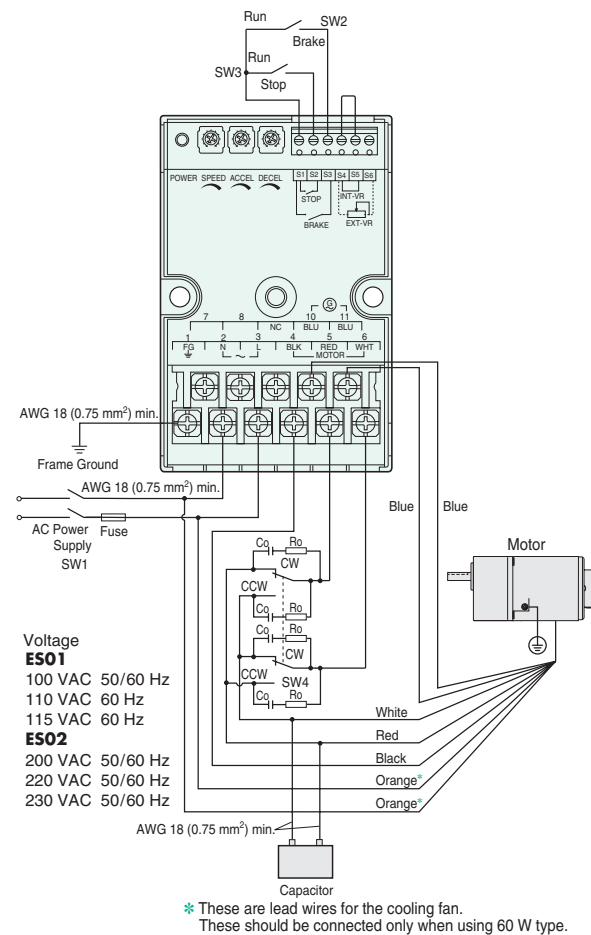 Run
SW2
Brake
Run
SW3
Stop
POWER SPEED ACCEL DECEL
S1 S2 S3 S4 S5 S6
STOP
INT-VR
BRAKE
EXT-VR
G
7 8 NC 10 11
BLU BLU
1 2 3 4 5 6
FG N L BLK RED WHT
MOTOR
AWG 18 (0.75 mm²) min.
Frame Ground
AWG 18 (0.75 mm²) min.
AC Power
Supply
SW1
Fuse
Blue
Blue
Motor
Co Ro
CW
CCW
Co Ro
Co Ro
CW
CCW
SW4
Co Ro
Voltage
ES01
100 VAC 50/60 Hz
110 VAC 60 Hz
115 VAC 60 Hz
ES02
200 VAC 50/60 Hz
220 VAC 50/60 Hz
230 VAC 50/60 Hz
White
Red
Black
Orange*
Orange*
AWG 18 (0.75 mm²) min.
Capacitor
* These are lead wires for the cooling fan.
These should be connected only when using 60 W type.